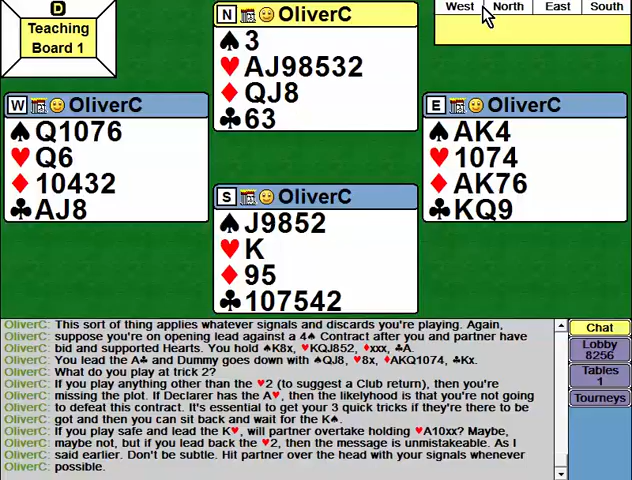 D
Teaching
Board 1
N OliverC
♠3
♥AJ98532
♦QJ8
♣63
West North East South
W OliverC
♠Q1076
♥Q6
♦10432
♣AJ8
E OliverC
♠AK4
♥1074
♦AK76
♣KQ9
S OliverC
♠J9852
♥K
♦95
♣107542
OliverC: This sort of thing applies whatever signals and discards you're playing. Again,
OliverC: suppose you're on opening lead against a 4♠ Contract after you and partner have
OliverC: bid and supported Hearts. You hold ♠K8x, ♥KQJ852, ♦xxx, ♣A.
OliverC: You lead the A♣ and Dummy goes down with ♠QJ8, ♥8x, ♦AKQ1074, ♣Kx.
OliverC: What do you play at trick 2?
OliverC: If you play anything other than the ♥2 (to suggest a Club return), then you're
OliverC: missing the plot. If Declarer has the A♥, then the likelyhood is that you're not going
OliverC: to defeat this contract. It's essential to get your 3 quick tricks if they're there to be
OliverC: got and then you can sit back and wait for the K♠.
OliverC: If you play safe and lead the K♥, will partner overtake holding ♥A10xx? Maybe,
OliverC: maybe not, but if you lead back the ♥2, then the message is unmistakeable. As I
OliverC: said earlier. Don't be subtle. Hit partner over the head with your signals whenever
OliverC: possible.
Chat
Lobby
8256
Tables
1
Tourneys